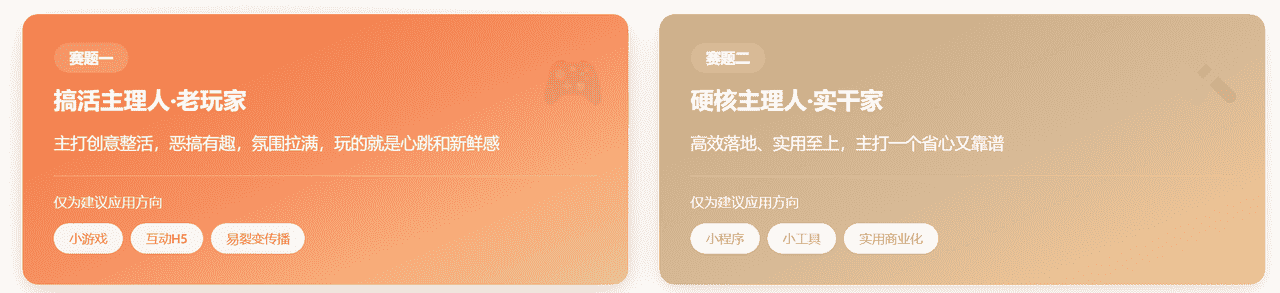 赛题一
搞活主理人·老玩家
主打创意整活，恶搞有趣，氛围拉满，玩的就是心跳和新鲜感
仅为建议应用方向
小游戏
互动H5
易裂变传播
赛题二
硬核主理人·实干家
高效落地、实用至上，主打一个省心又靠谱
仅为建议应用方向
小程序
小工具
实用商业化